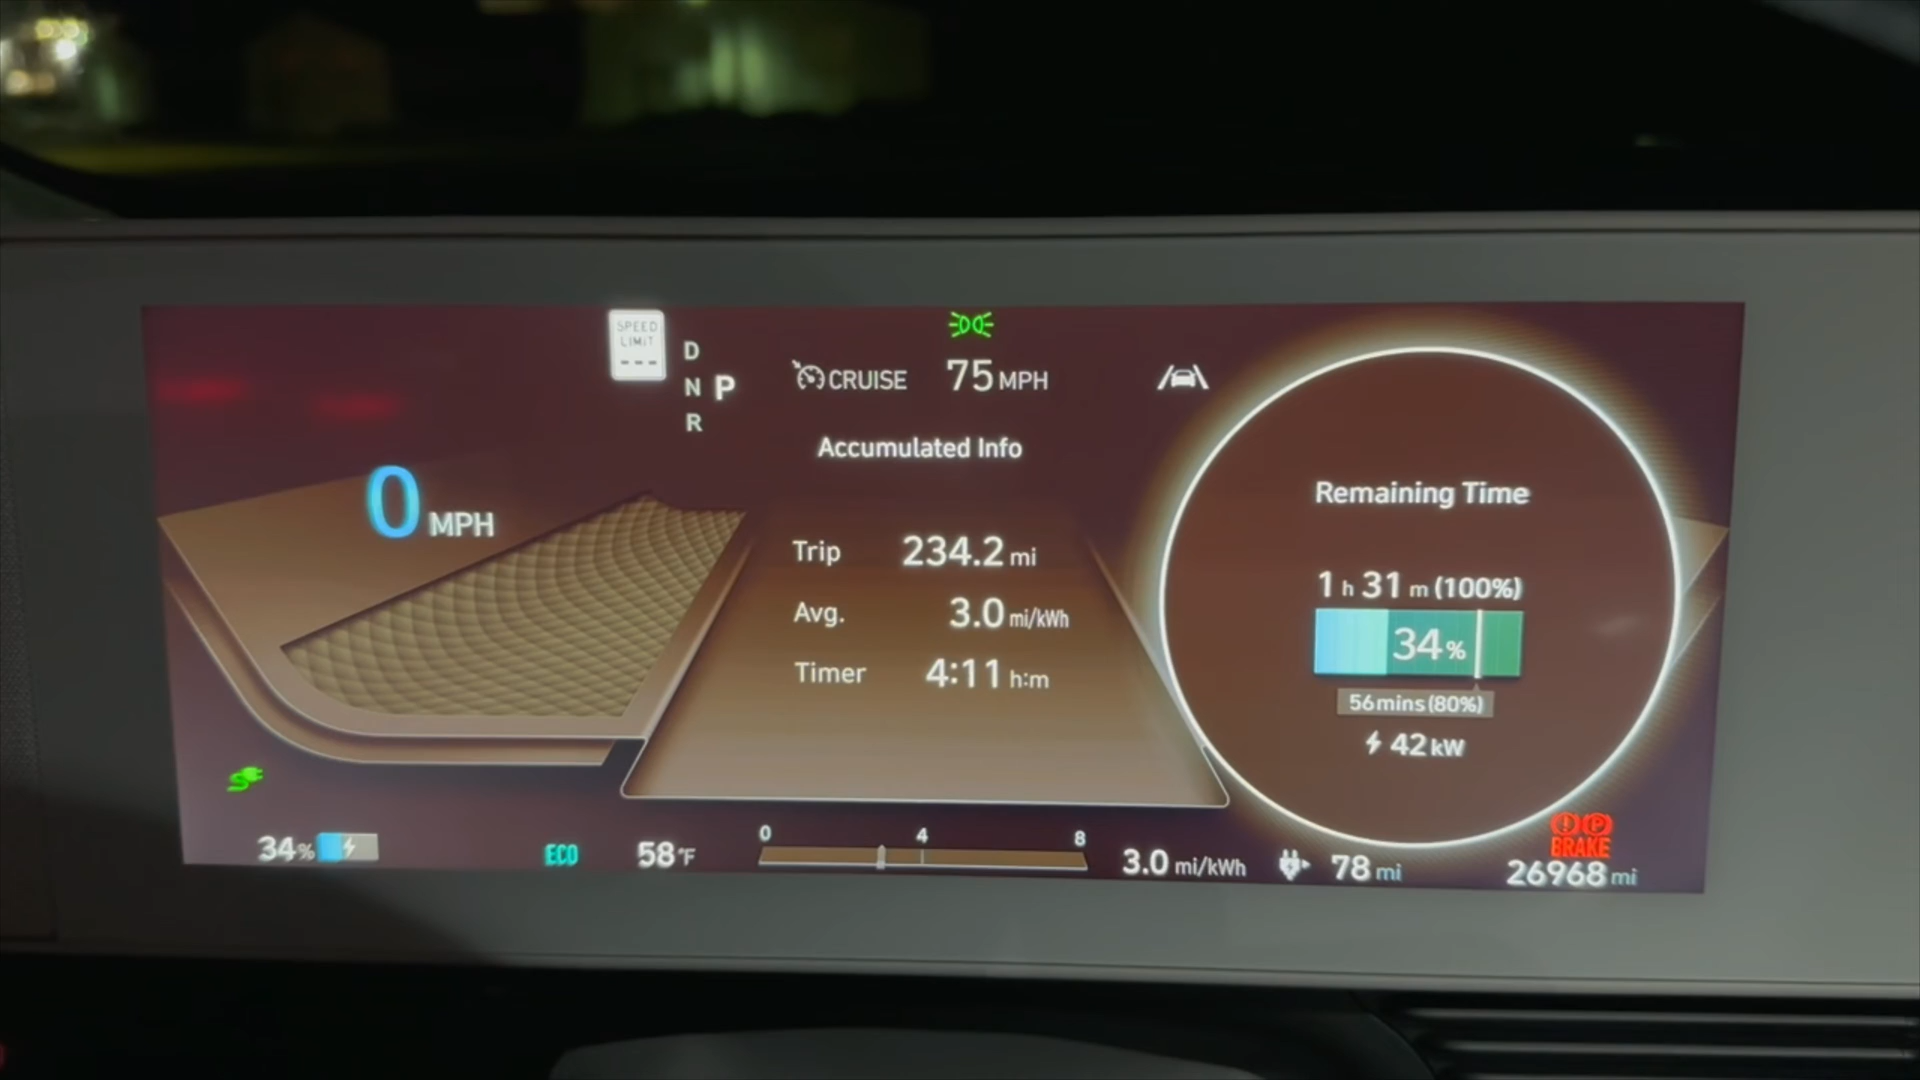 SPEED
LIMIT
---
D
N P
R
CRUISE 75 MPH
Accumulated Info
0 MPH
Trip 234.2 mi
Avg. 3.0 mi/kWh
Timer 4:11 h:m
Remaining Time
1 h 31 m (100%)
34%
56mins(80%)
42 kW
34%
ECO
58°F
0 4 8
3.0 mi/kWh
78 mi
P
BRAKE
26968 mi